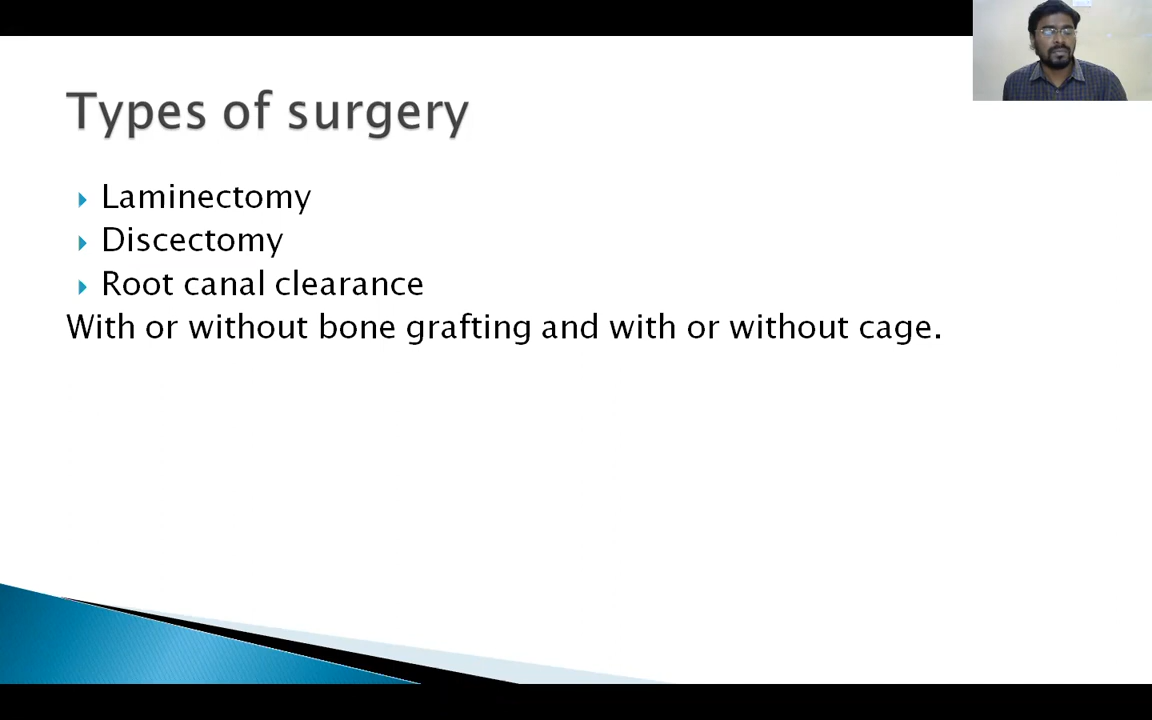 Types of surgery
Laminectomy
Discectomy
Root canal clearance
With or without bone grafting and with or without cage.